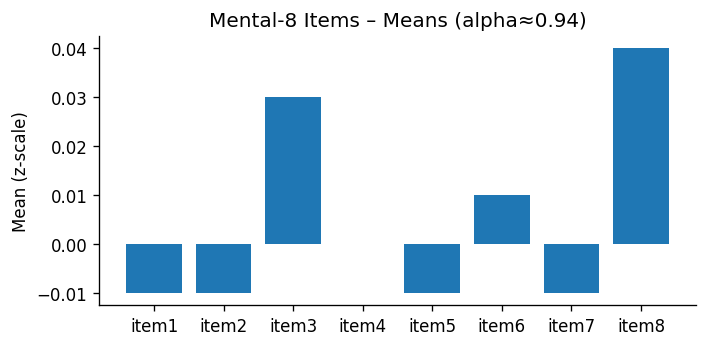 Mental-8 Items – Means (alpha≈0.94)
Mean (z-scale)
0.04
0.03
0.02
0.01
0.00
−0.01
item1 item2 item3 item4 item5 item6 item7 item8